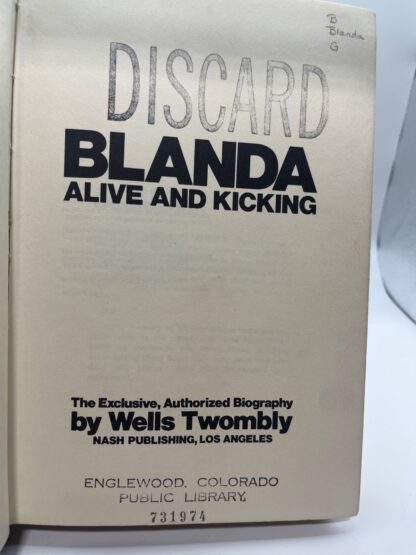 B
Blanda
G
DISCARD
BLANDA
ALIVE AND KICKING
The Exclusive, Authorized Biography
by Wells Twombly
NASH PUBLISHING, LOS ANGELES
ENGLEWOOD, COLORADO
PUBLIC LIBRARY
731974